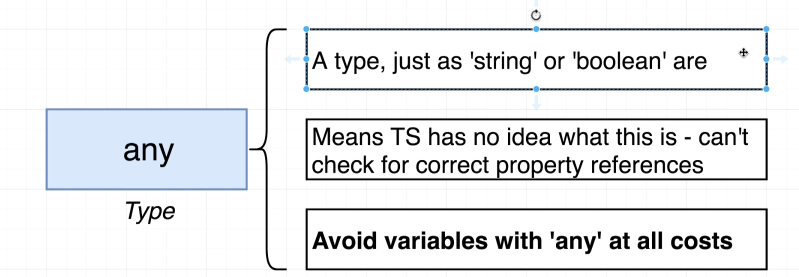 any
Type
A type, just as 'string' or 'boolean' are
Means TS has no idea what this is - can't
check for correct property references
Avoid variables with 'any' at all costs